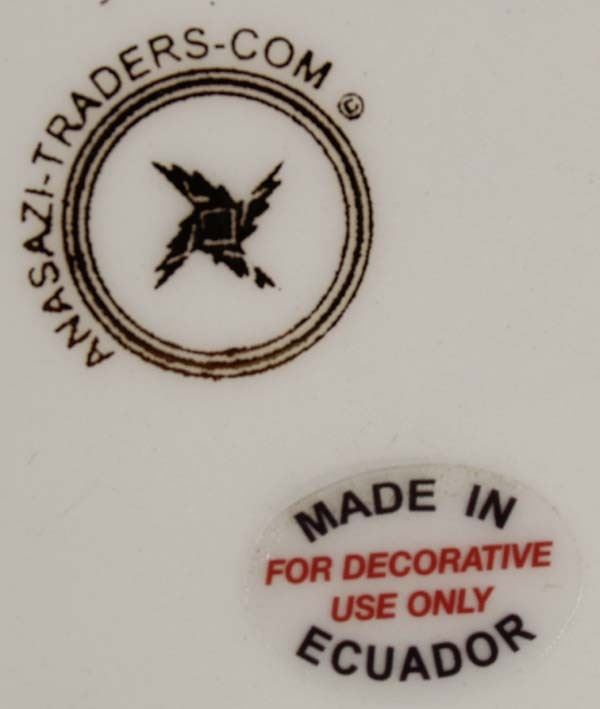 ANASAZI-TRADERS-COM ©
MADE IN
FOR DECORATIVE
USE ONLY
ECUADOR